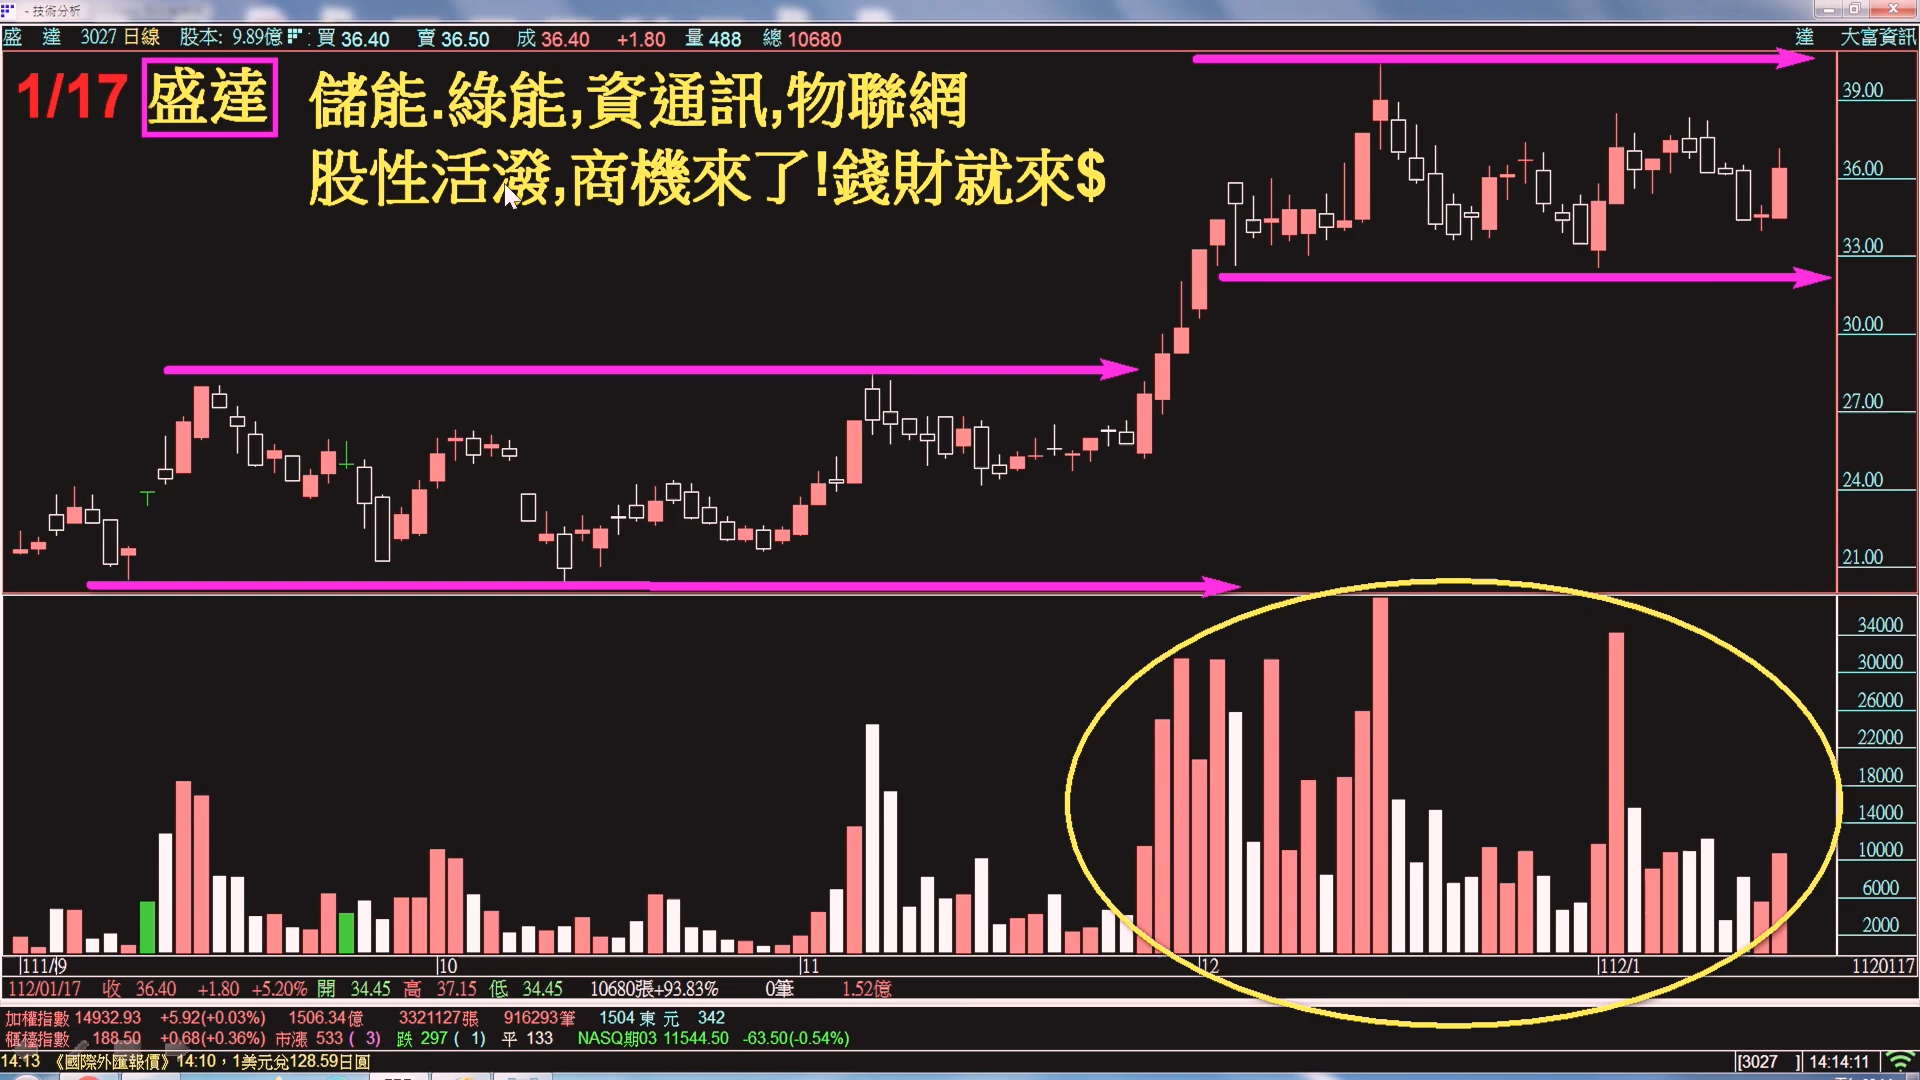 - 技術分析
盛 達 3027 日線 股本: 9.89億 : 買 36.40 賣 36.50 成 36.40 +1.80 量 488 總 10680 達 大富資訊
1/17 盛達 儲能.綠能,資通訊,物聯網
股性活潑,商機來了!錢財就來$
39.00
36.00
33.00
30.00
27.00
24.00
21.00
34000
30000
26000
22000
18000
14000
10000
6000
2000
111/9 10 11 12 112/1 1120117
112/01/17 收 36.40 +1.80 +5.20% 開 34.45 高 37.15 低 34.45 10680張+93.83% 0筆 1.52億
加權指數 14932.93 +5.92(+0.03%) 1506.34億 3321127張 916293筆 1504 東 元 342
櫃檯指數 188.50 +0.68(+0.36%) 市漲 533 ( 3) 跌 297 ( 1) 平 133 NASQ期03 11544.50 -63.50(-0.54%)
14:13 《國際外匯報價》14:10，1美元兌128.59日圓 [3027 ] 14:14:11